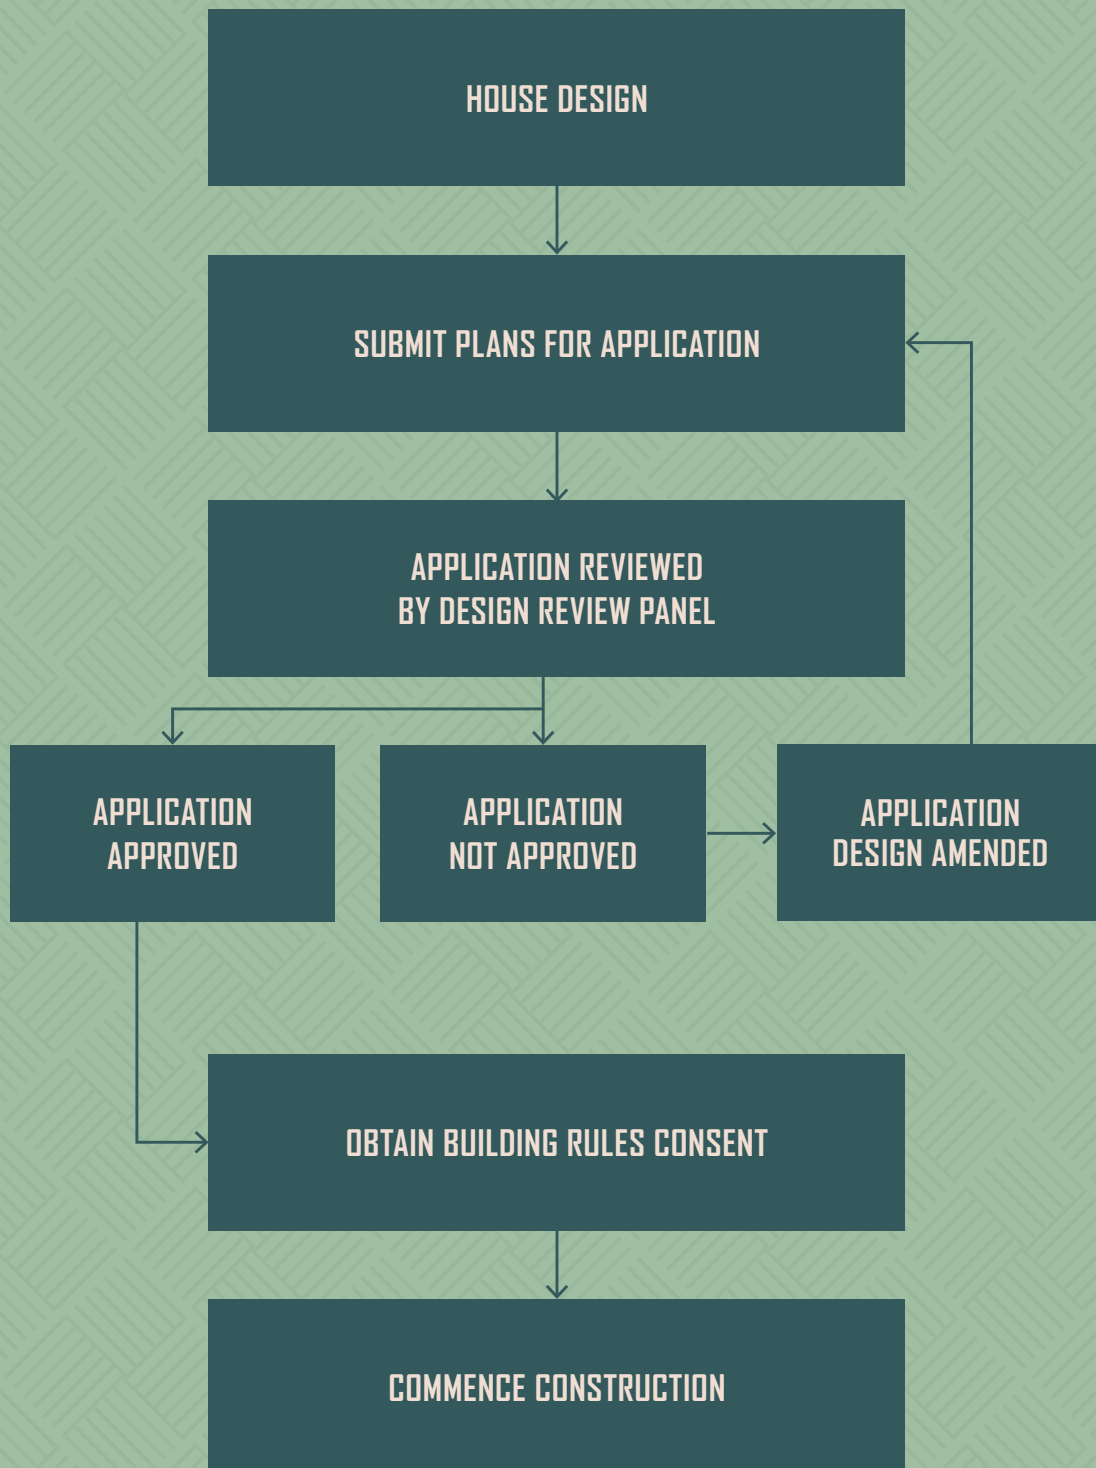 HOUSE DESIGN
SUBMIT PLANS FOR APPLICATION
APPLICATION REVIEWED
BY DESIGN REVIEW PANEL
APPLICATION
APPROVED
APPLICATION
NOT APPROVED
APPLICATION
DESIGN AMENDED
OBTAIN BUILDING RULES CONSENT
COMMENCE CONSTRUCTION